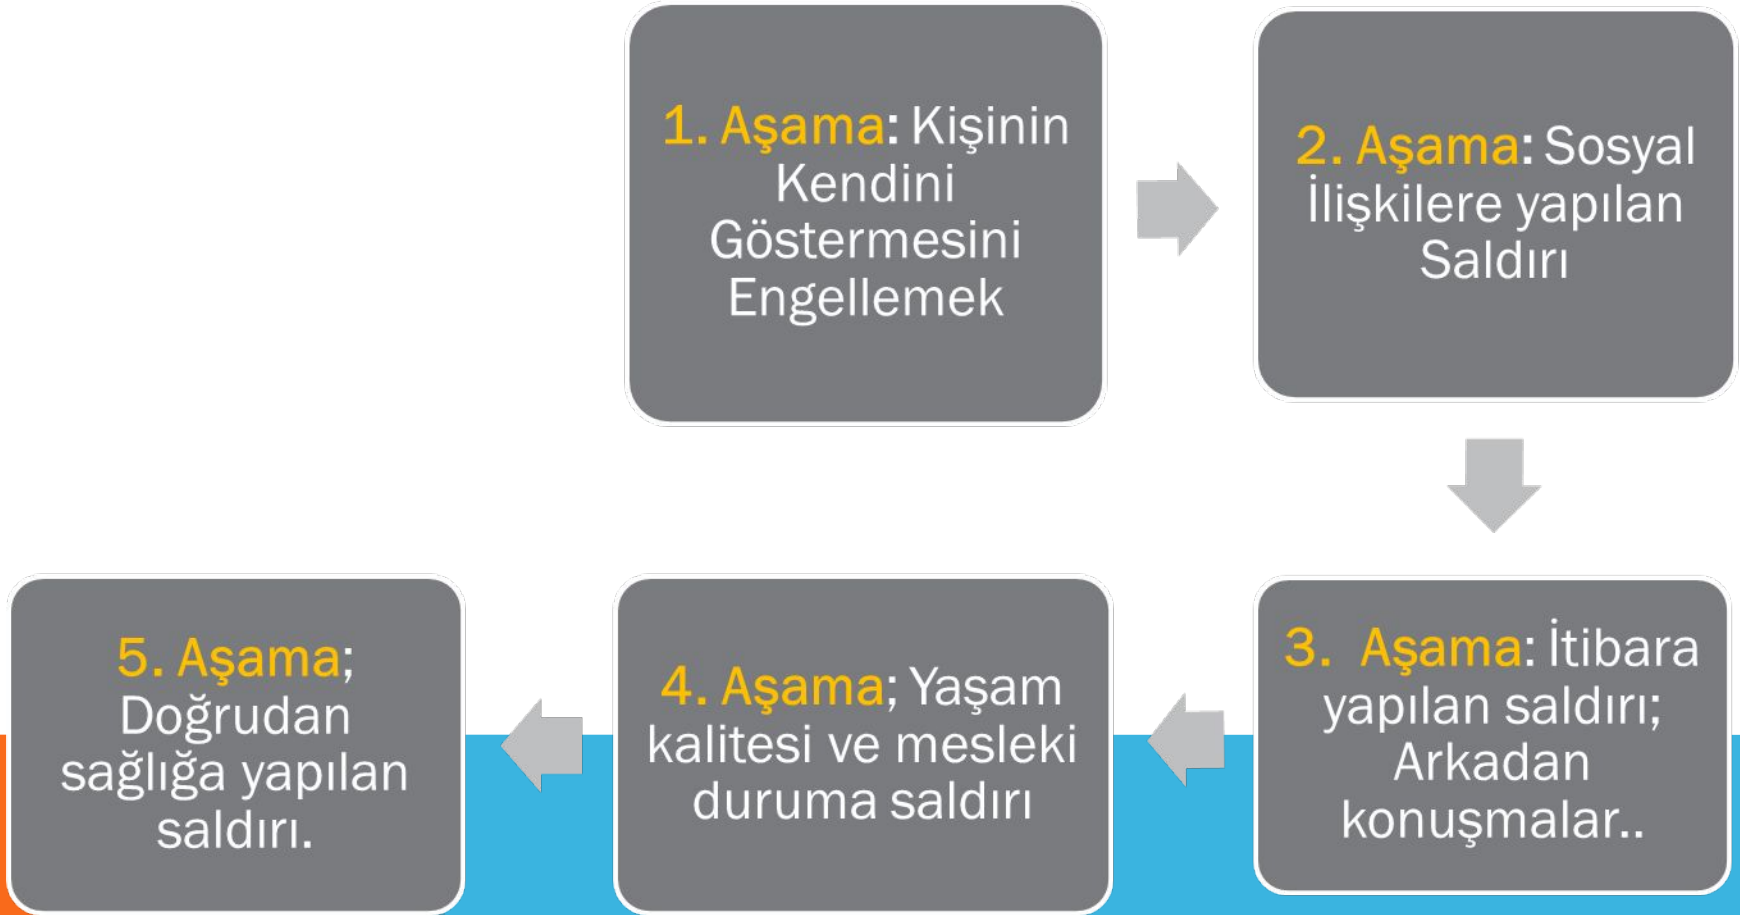 1. Aşama: Kişinin
Kendini
Göstermesini
Engellemek
2. Aşama: Sosyal
İlişkilere yapılan
Saldırı
3. Aşama: İtibara
yapılan saldırı;
Arkadan
konuşmalar..
4. Aşama; Yaşam
kalitesi ve mesleki
duruma saldırı
5. Aşama;
Doğrudan
sağlığa yapılan
saldırı.